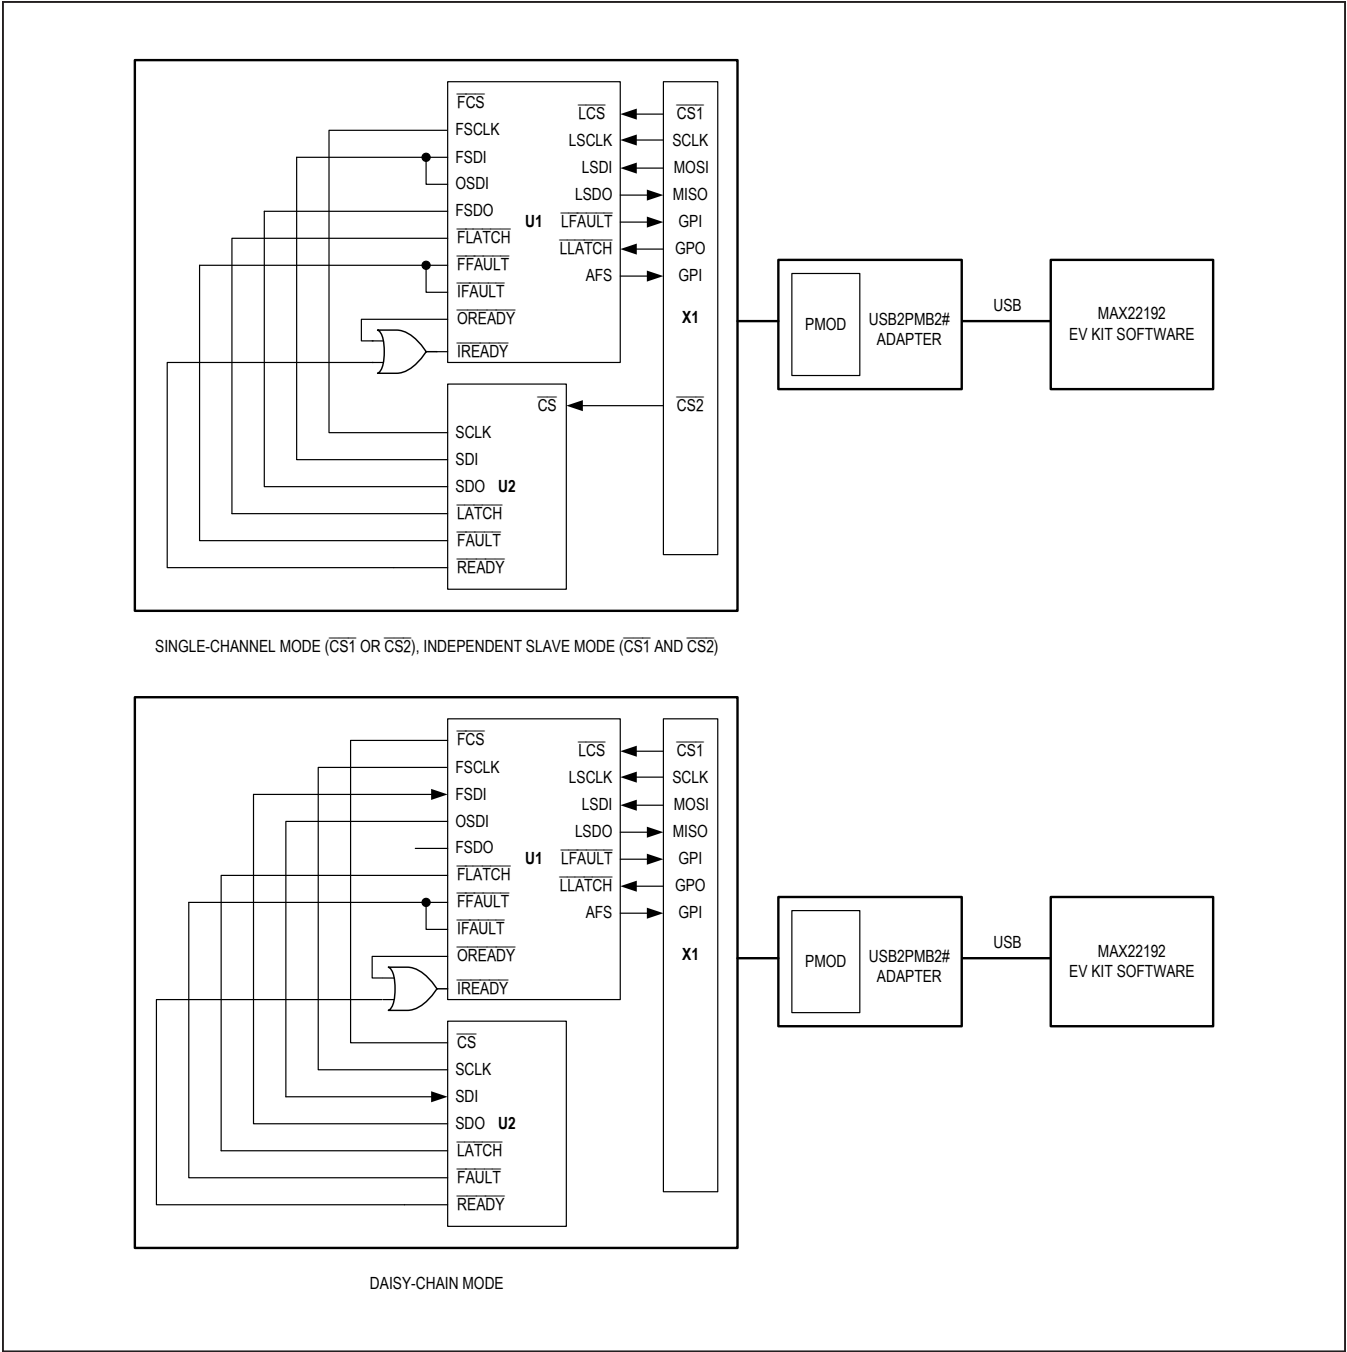 FCS
FSCLK
FSDI
OSDI
FSDO
FLATCH
FFAULT
IFAULT
OREADY
IREADY
U1
LCS
LSCLK
LSDI
LSDO
LFAULT
LLATCH
AFS
CS1
SCLK
MOSI
MISO
GPI
GPO
GPI
X1
CS2
CS
SCLK
SDI
SDO U2
LATCH
FAULT
READY
PMOD
USB2PMB2#
ADAPTER
USB
MAX22192
EV KIT SOFTWARE
SINGLE-CHANNEL MODE (CS1 OR CS2), INDEPENDENT SLAVE MODE (CS1 AND CS2)
FCS
FSCLK
FSDI
OSDI
FSDO
FLATCH
FFAULT
IFAULT
OREADY
IREADY
U1
LCS
LSCLK
LSDI
LSDO
LFAULT
LLATCH
AFS
CS1
SCLK
MOSI
MISO
GPI
GPO
GPI
X1
CS
SCLK
SDI
SDO U2
LATCH
FAULT
READY
PMOD
USB2PMB2#
ADAPTER
USB
MAX22192
EV KIT SOFTWARE
DAISY-CHAIN MODE